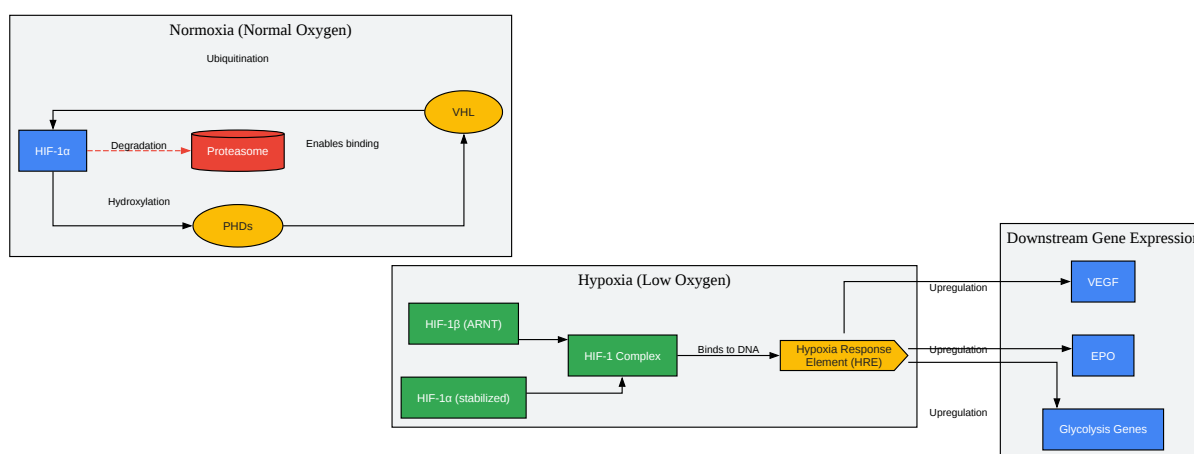 Normoxia (Normal Oxygen)
Ubiquitination
VHL
HIF-1α
Degradation
Proteasome
Enables binding
Hydroxylation
PHDs
Hypoxia (Low Oxygen)
HIF-1β (ARNT)
HIF-1 Complex
HIF-1α (stabilized)
Binds to DNA
Hypoxia Response
Element (HRE)
Upregulation
Upregulation
Upregulation
Downstream Gene Expression
VEGF
EPO
Glycolysis Genes